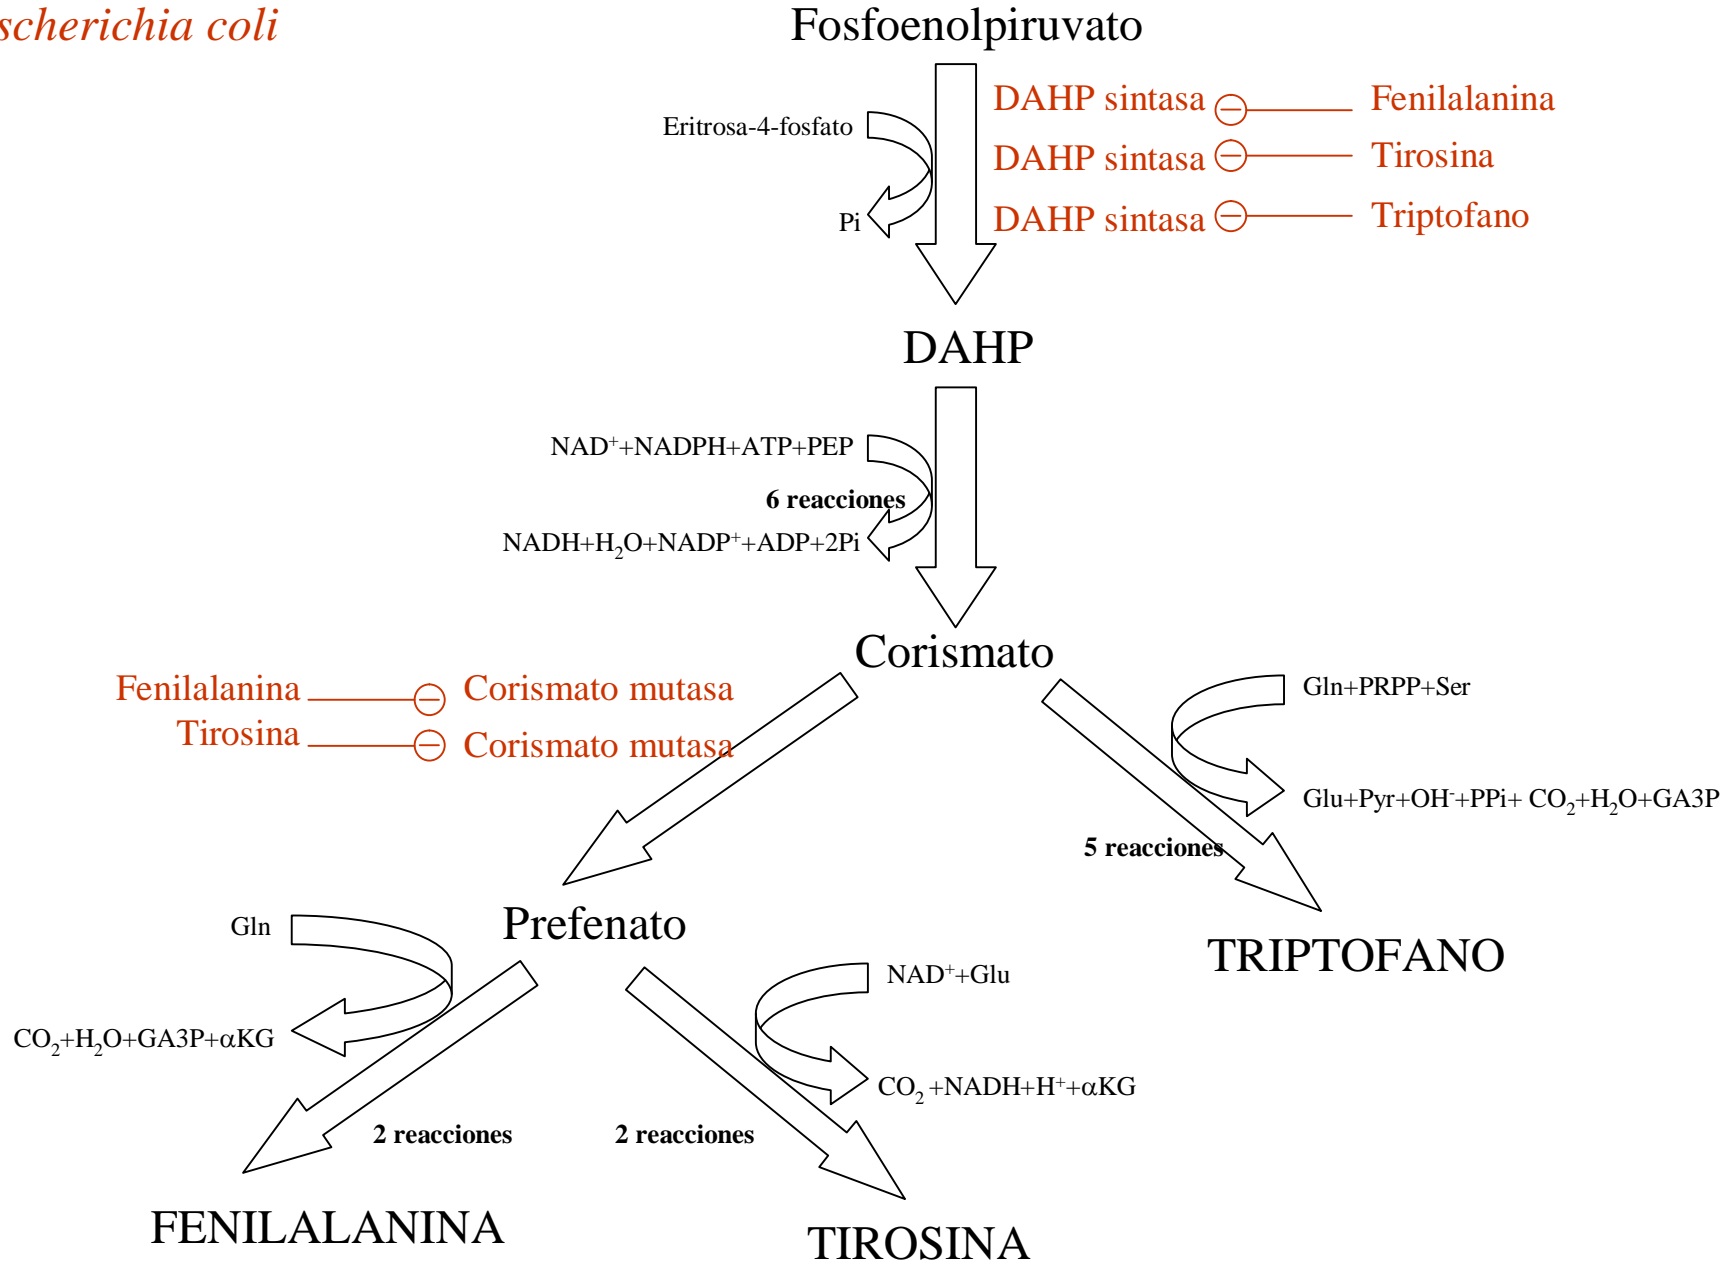 scherichia coli
Fosfoenolpiruvato
Eritrosa-4-fosfato
Pi
DAHP sintasa − Fenilalanina
DAHP sintasa − Tirosina
DAHP sintasa − Triptofano
DAHP
NAD⁺+NADPH+ATP+PEP
6 reacciones
NADH+H₂O+NADP⁺+ADP+2Pi
Corismato
Fenilalanina − Corismato mutasa
Tirosina − Corismato mutasa
Gln+PRPP+Ser
Glu+Pyr+OH⁻+PPi+ CO₂+H₂O+GA3P
5 reacciones
TRIPTOFANO
Prefenato
Gln
CO₂+H₂O+GA3P+αKG
2 reacciones
FENILALANINA
NAD⁺+Glu
CO₂ +NADH+H⁺+αKG
2 reacciones
TIROSINA